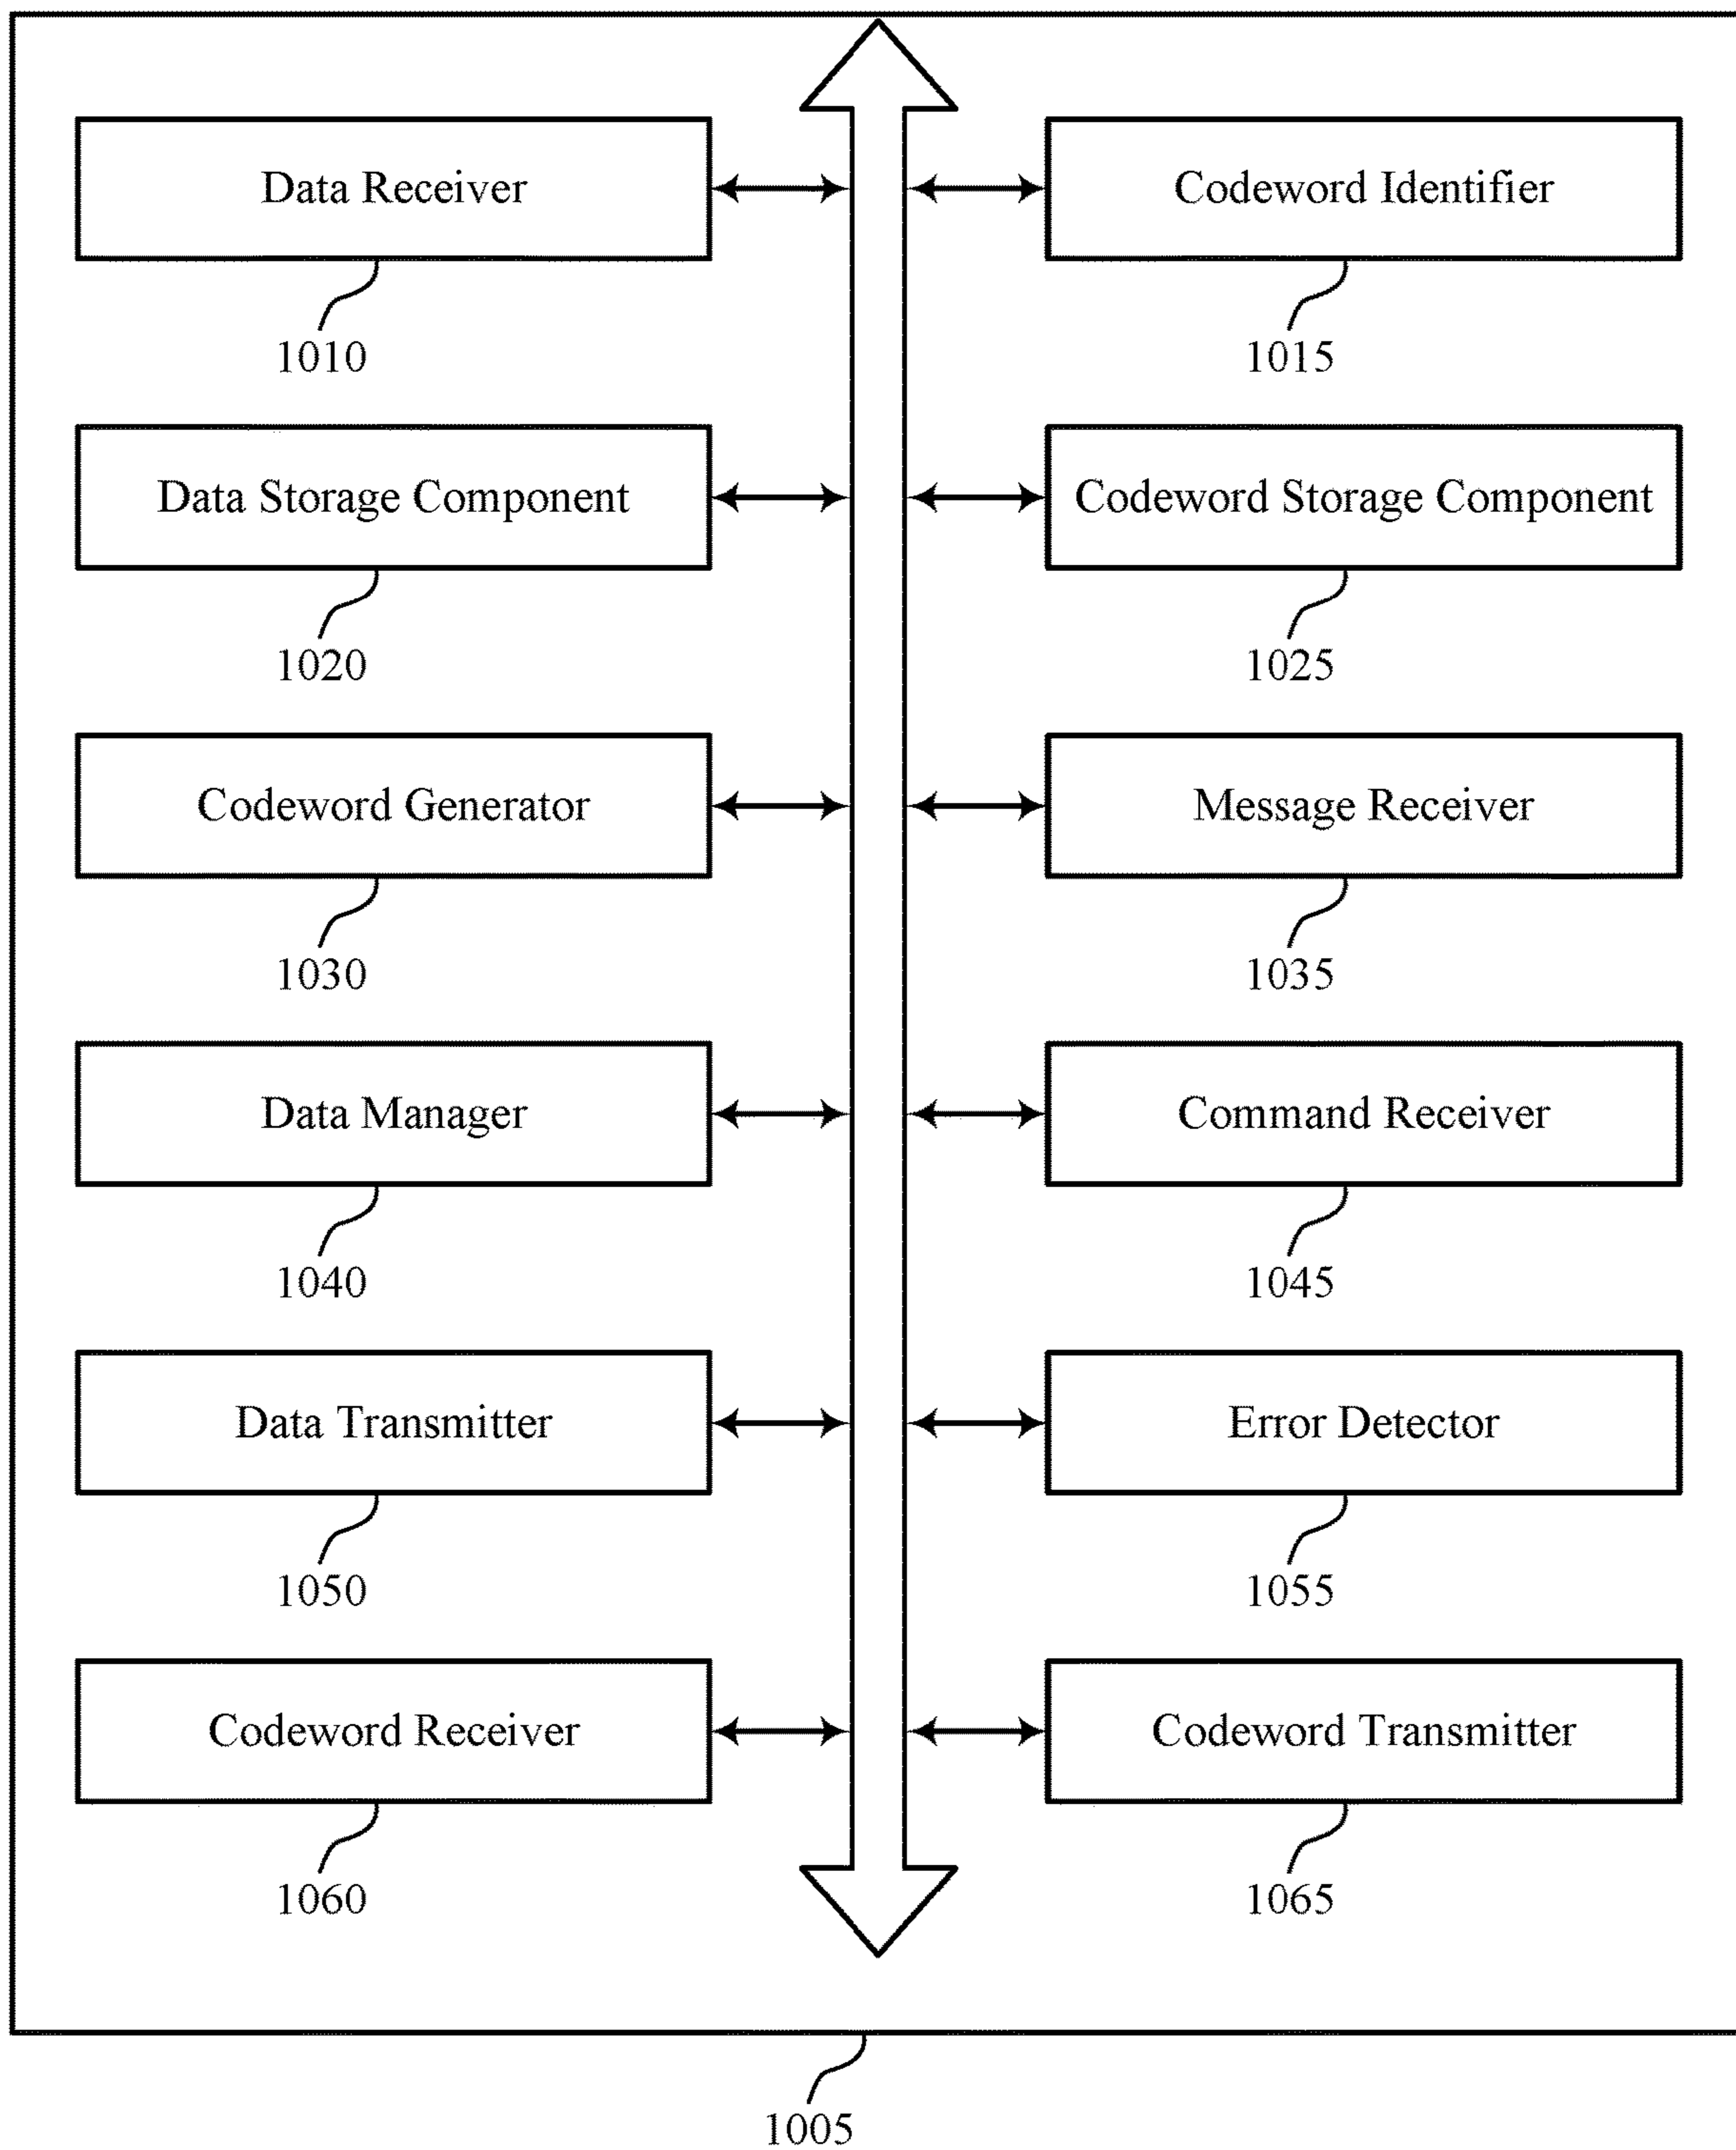 Data Receiver
Codeword Identifier
1010
1015
Data Storage Component
Codeword Storage Component
1020
1025
Codeword Generator
Message Receiver
1030
1035
Data Manager
Command Receiver
1040
1045
Data Transmitter
Error Detector
1050
1055
Codeword Receiver
Codeword Transmitter
1060
1065
1005